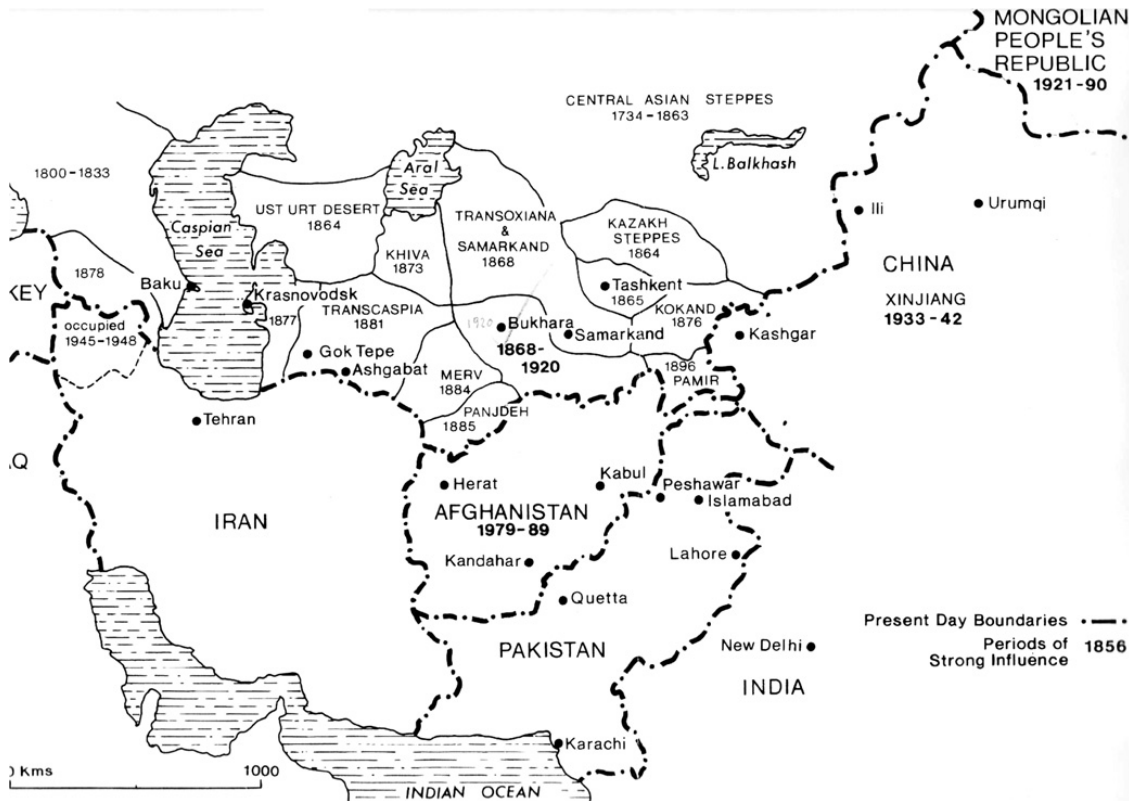 MONGOLIAN
PEOPLE'S
REPUBLIC
1921-90
CENTRAL ASIAN STEPPES
1734-1863
L. Balkhash
1800-1833
Aral
Sea
UST URT DESERT
1864
TRANSOXIANA
&
SAMARKAND
1868
KAZAKH
STEPPES
1864
Ili
Urumqi
Caspian
Sea
KHIVA
1873
CHINA
XINJIANG
1933-42
1878
KEY
Baku
Krasnovodsk
1877
TRANSCASPIA
1881
Tashkent
1865
KOKAND
1876
occupied
1945-1948
1920
Bukhara
1868-
1920
Samarkand
Kashgar
Gok Tepe
Ashgabat
MERV
1884
1896
PAMIR
PANJDEH
1885
Tehran
AQ
Herat
Kabul
Peshawar
Islamabad
IRAN
AFGHANISTAN
1979-89
Kandahar
Lahore
Quetta
PAKISTAN
New Delhi
INDIA
Present Day Boundaries
Periods of
Strong Influence
1856
Karachi
0 Kms
1000
INDIAN OCEAN